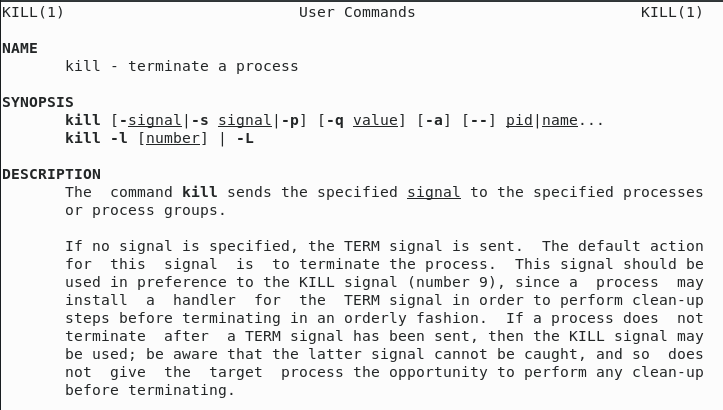 KILL(1) User Commands KILL(1)
NAME
kill - terminate a process
SYNOPSIS
kill [-signal|-s signal|-p] [-q value] [-a] [--] pid|name...
kill -l [number] | -L
DESCRIPTION
The command kill sends the specified signal to the specified processes
or process groups.
If no signal is specified, the TERM signal is sent. The default action
for this signal is to terminate the process. This signal should be
used in preference to the KILL signal (number 9), since a process may
install a handler for the TERM signal in order to perform clean-up
steps before terminating in an orderly fashion. If a process does not
terminate after a TERM signal has been sent, then the KILL signal may
be used; be aware that the latter signal cannot be caught, and so does
not give the target process the opportunity to perform any clean-up
before terminating.